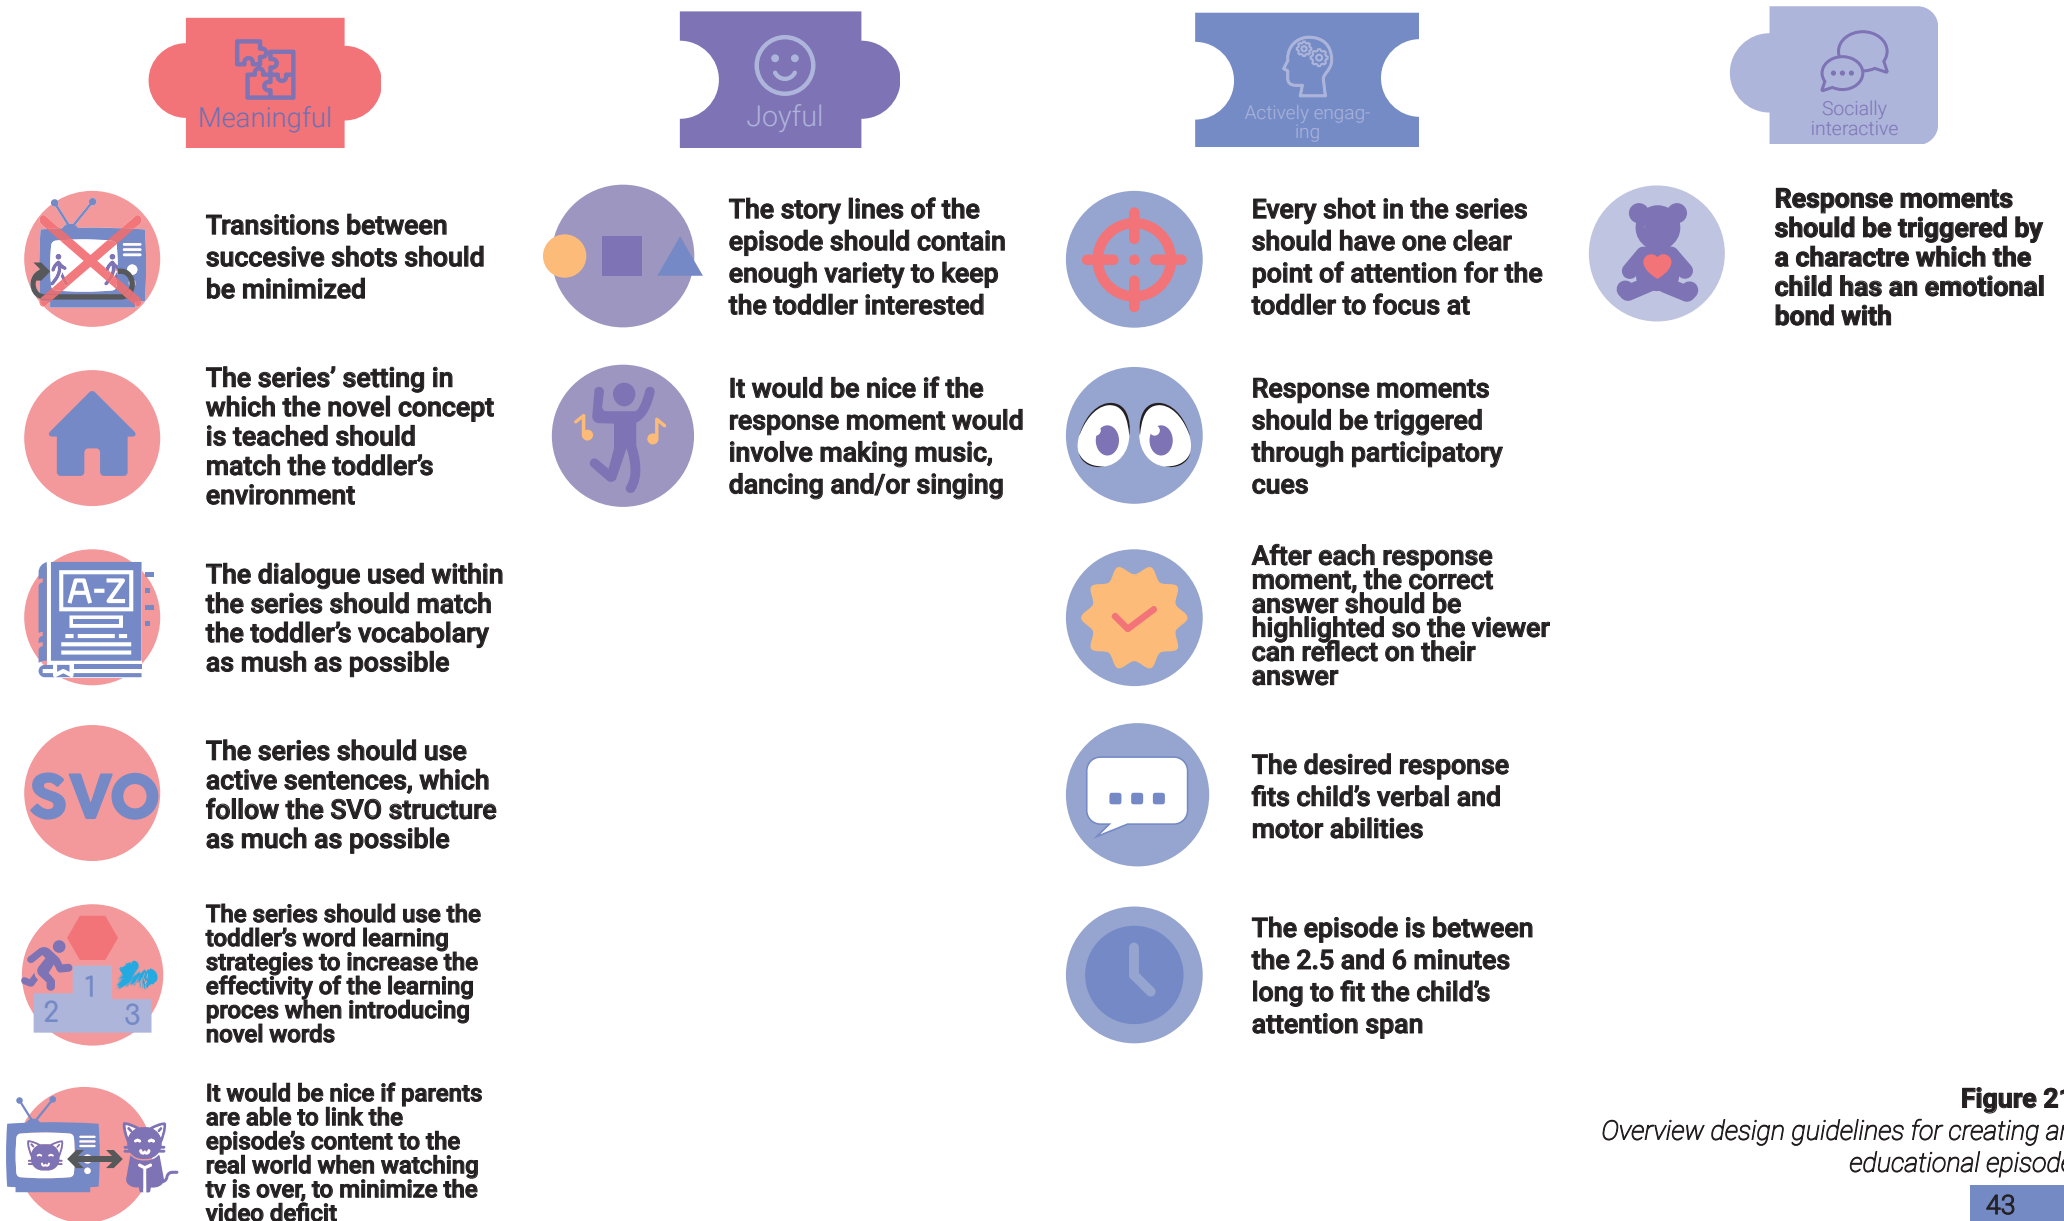 Meaningful
Transitions between
succesive shots should
be minimized
The series’ setting in
which the novel concept
is teached should
match the toddler’s
environment
A-Z
The dialogue used within
the series should match
the toddler’s vocabolary
as mush as possible
SVO
The series should use
active sentences, which
follow the SVO structure
as much as possible
1
2
3
The series should use the
toddler’s word learning
strategies to increase the
effectivity of the learning
proces when introducing
novel words
It would be nice if parents
are able to link the
episode’s content to the
real world when watching
tv is over, to minimize the
video deficit
Joyful
The story lines of the
episode should contain
enough variety to keep
the toddler interested
It would be nice if the
response moment would
involve making music,
dancing and/or singing
Actively engag-
ing
Every shot in the series
should have one clear
point of attention for the
toddler to focus at
Response moments
should be triggered
through participatory
cues
After each response
moment, the correct
answer should be
highlighted so the viewer
can reflect on their
answer
The desired response
fits child’s verbal and
motor abilities
The episode is between
the 2.5 and 6 minutes
long to fit the child’s
attention span
Socially
interactive
Response moments
should be triggered by
a charactre which the
child has an emotional
bond with
Figure 21
Overview design guidelines for creating an
educational episode
43